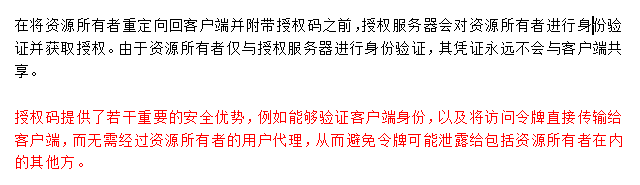 在将资源所有者重定向回客户端并附带授权码之前,授权服务器会对资源所有者进行身份验
证并获取授权。由于资源所有者仅与授权服务器进行身份验证，其凭证永远不会与客户端共
享。
授权码提供了若干重要的安全优势，例如能够验证客户端身份，以及将访问令牌直接传输给
客户端，而无需经过资源所有者的用户代理，从而避免令牌可能泄露给包括资源所有者在内
的其他方。